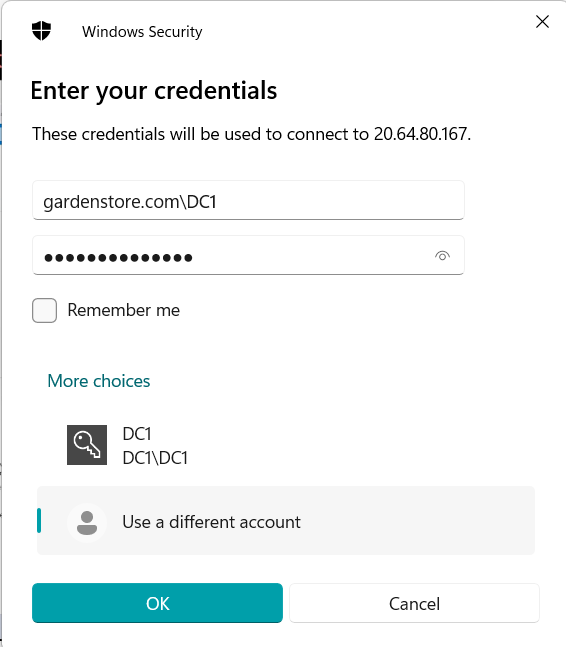 Windows Security
Enter your credentials
These credentials will be used to connect to 20.64.80.167.
gardenstore.com\DC1
●●●●●●●●●●●●●●
Remember me
More choices
DC1
DC1\DC1
Use a different account
OK
Cancel